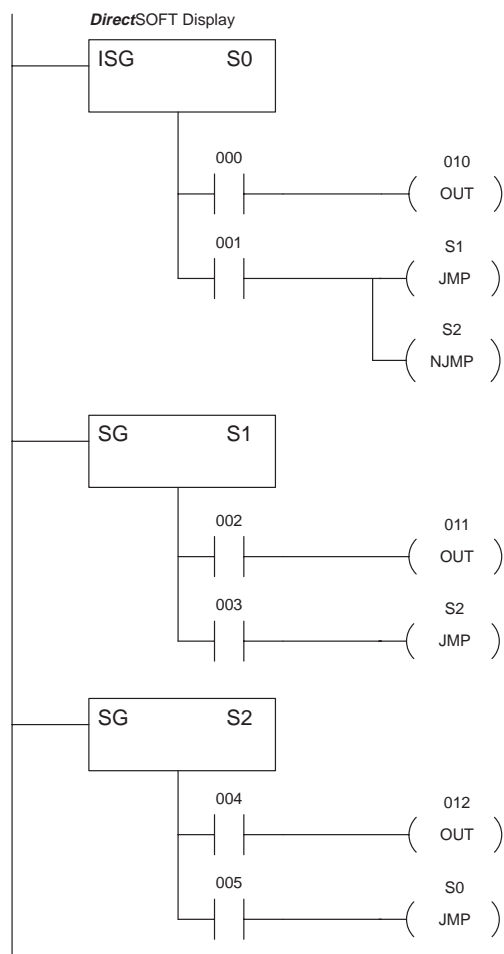 DirectSOFT Display
ISG S0
000 010
OUT
001 S1
JMP
S2
NJMP
SG S1
002 011
OUT
003 S2
JMP
SG S2
004 012
OUT
005 S0
JMP